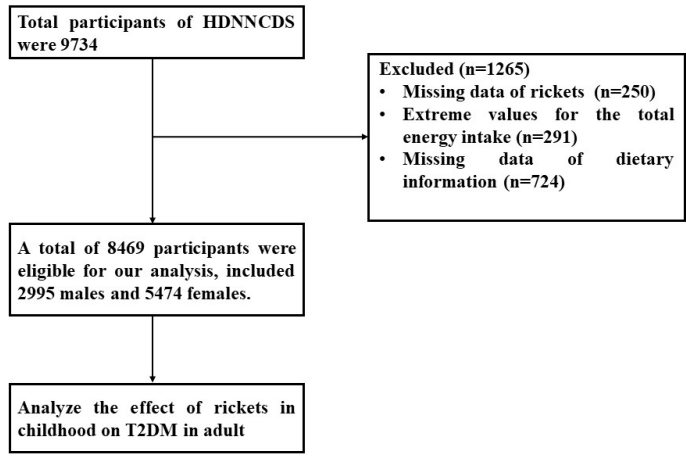 Total participants of HDNNCDS
were 9734
Excluded (n=1265)
• Missing data of rickets (n=250)
• Extreme values for the total
energy intake (n=291)
• Missing data of dietary
information (n=724)
A total of 8469 participants were
eligible for our analysis, included
2995 males and 5474 females.
Analyze the effect of rickets in
childhood on T2DM in adult